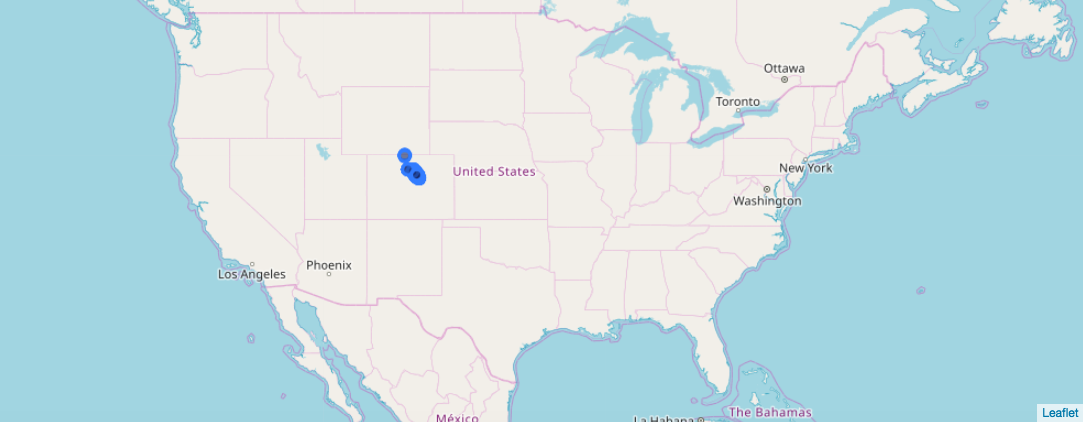 Ottawa
Toronto
United States
New York
Washington
Phoenix
Los Angeles
México
La Habana
The Bahamas
Leaflet